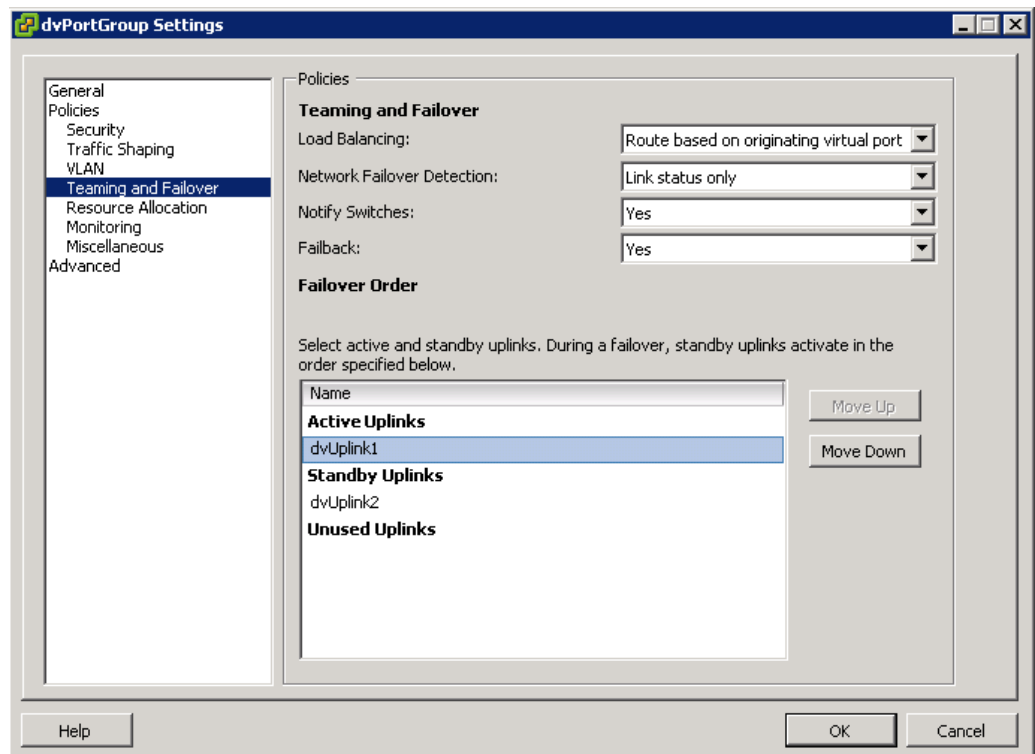 dvPortGroup Settings
General
Policies
Security
Traffic Shaping
VLAN
Teaming and Failover
Resource Allocation
Monitoring
Miscellaneous
Advanced
Policies
Teaming and Failover
Load Balancing: Route based on originating virtual port
Network Failover Detection: Link status only
Notify Switches: Yes
Failback: Yes
Failover Order
Select active and standby uplinks. During a failover, standby uplinks activate in the
order specified below.
Name
Active Uplinks
dvUplink1
Standby Uplinks
dvUplink2
Unused Uplinks
Move Up
Move Down
Help
OK
Cancel